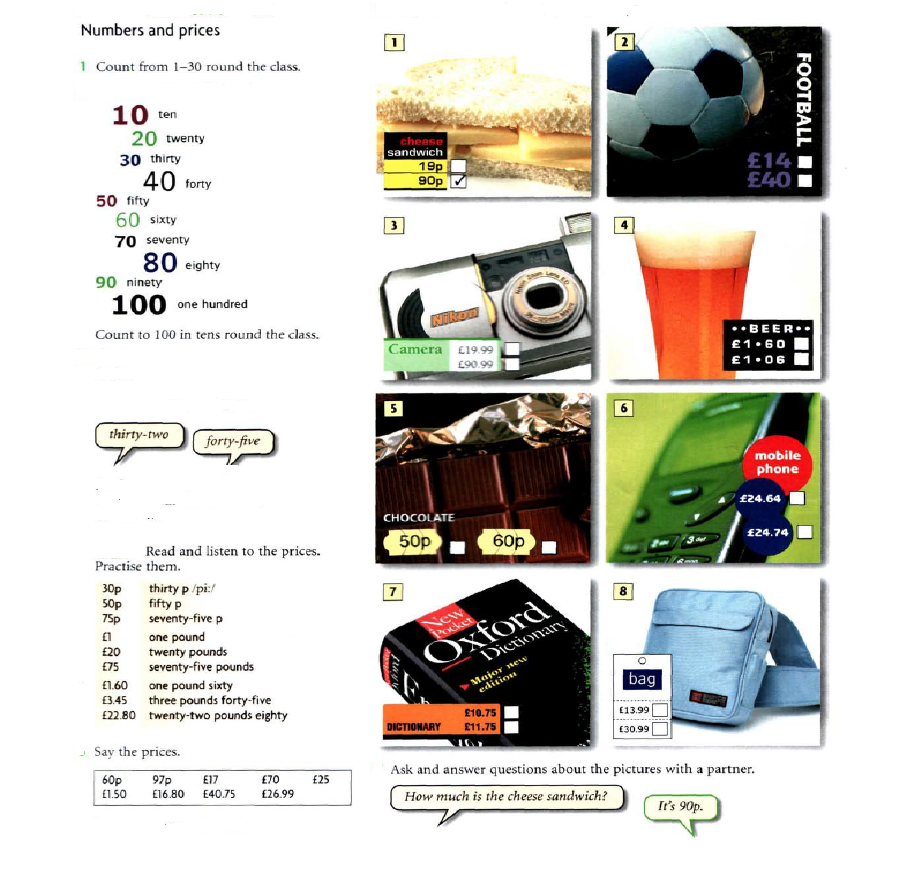 Numbers and prices
1 Count from 1–30 round the class.
10 ten
20 twenty
30 thirty
40 forty
50 fifty
60 sixty
70 seventy
80 eighty
90 ninety
100 one hundred
Count to 100 in tens round the class.
thirty-two
forty-five
Read and listen to the prices.
Practise them.
30p thirty p /piː/
50p fifty p
75p seventy-five p
£1 one pound
£20 twenty pounds
£75 seventy-five pounds
£1.60 one pound sixty
£3.45 three pounds forty-five
£22.80 twenty-two pounds eighty
Say the prices.
60p 97p £17 £70 £25
£1.50 £16.80 £40.75 £26.99
1
cheese
sandwich
19p
90p ✓
2
FOOTBALL
£14
£40
3
Nikon
Camera £19.99
£90.99
4
••BEER••
£1•60
£1•06
5
CHOCOLATE
50p 60p
6
mobile
phone
£24.64
£24.74
7
New
Pocket
Oxford
Dictionary
Major new
edition
£10.75
DICTIONARY £11.75
8
bag
£13.99
£30.99
Ask and answer questions about the pictures with a partner.
How much is the cheese sandwich?
It's 90p.